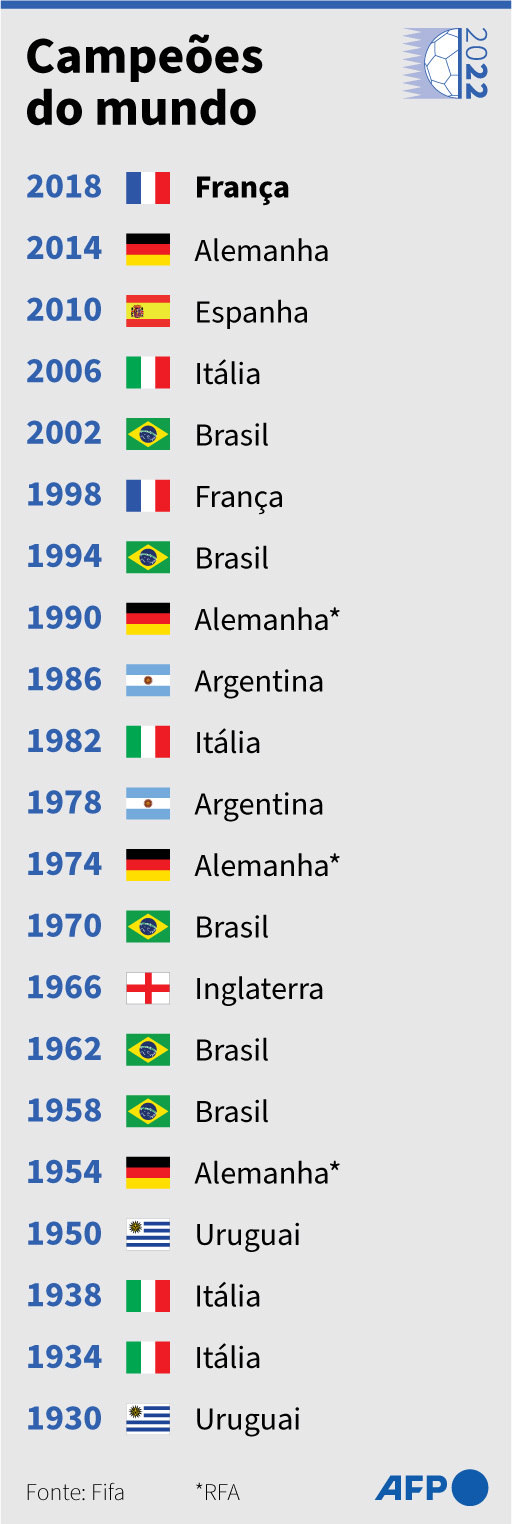 Campeões
do mundo
2022
2018 França
2014 Alemanha
2010 Espanha
2006 Itália
2002 Brasil
1998 França
1994 Brasil
1990 Alemanha*
1986 Argentina
1982 Itália
1978 Argentina
1974 Alemanha*
1970 Brasil
1966 Inglaterra
1962 Brasil
1958 Brasil
1954 Alemanha*
1950 Uruguai
1938 Itália
1934 Itália
1930 Uruguai
Fonte: Fifa *RFA
AFP